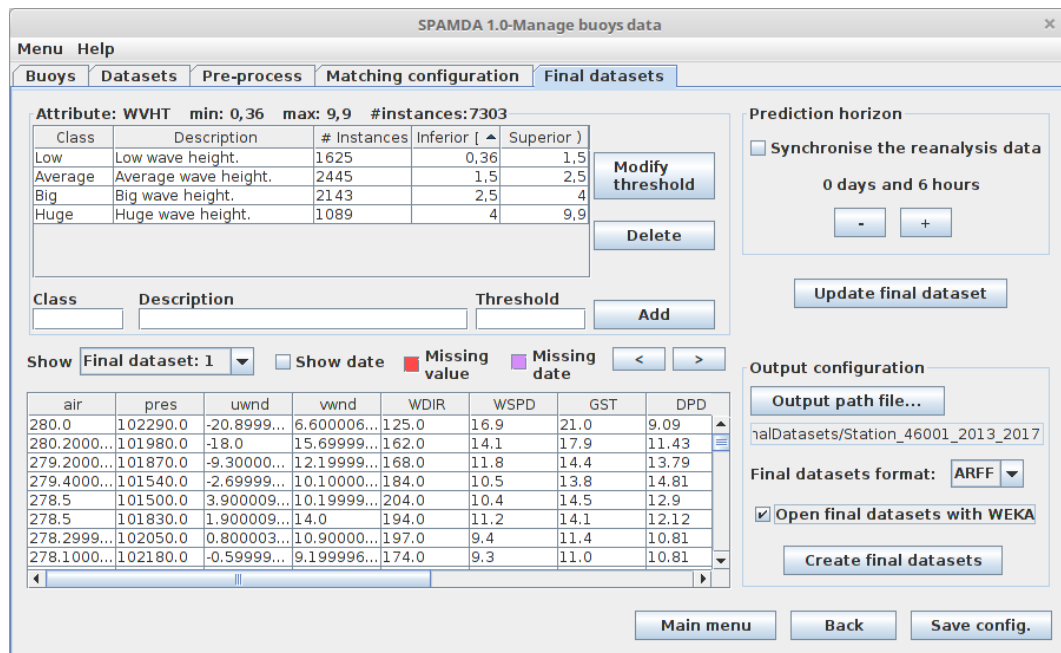 SPAMDA 1.0-Manage buoys data ×
Menu Help
Buoys Datasets Pre-process Matching configuration Final datasets
Attribute: WVHT min: 0,36 max: 9,9 #instances:7303
Class Description # Instances Inferior [ Superior )
Low Low wave height. 1625 0,36 1,5
Average Average wave height. 2445 1,5 2,5
Big Big wave height. 2143 2,5 4
Huge Huge wave height. 1089 4 9,9
Modify
threshold
Delete
Class Description Threshold
Add
Prediction horizon
Synchronise the reanalysis data
0 days and 6 hours
- +
Update final dataset
Show Final dataset: 1 Show date Missing value Missing date < >
air pres uwnd vwnd WDIR WSPD GST DPD
280.0 102290.0 -20.8999... 6.600006... 125.0 16.9 21.0 9.09
280.2000... 101980.0 -18.0 15.69999... 162.0 14.1 17.9 11.43
279.2000... 101870.0 -9.30000... 12.19999... 168.0 11.8 14.4 13.79
279.4000... 101540.0 -2.69999... 10.10000... 184.0 10.5 13.8 14.81
278.5 101500.0 3.900009... 10.19999... 204.0 10.4 14.5 12.9
278.5 101830.0 1.900009... 14.0 194.0 11.2 14.1 12.12
278.2999... 102050.0 0.800003... 10.90000... 197.0 9.4 11.4 10.81
278.1000... 102180.0 -0.59999... 9.199996... 174.0 9.3 11.0 10.81
Output configuration
Output path file...
nalDatasets/Station_46001_2013_2017
Final datasets format: ARFF
Open final datasets with WEKA
Create final datasets
Main menu Back Save config.